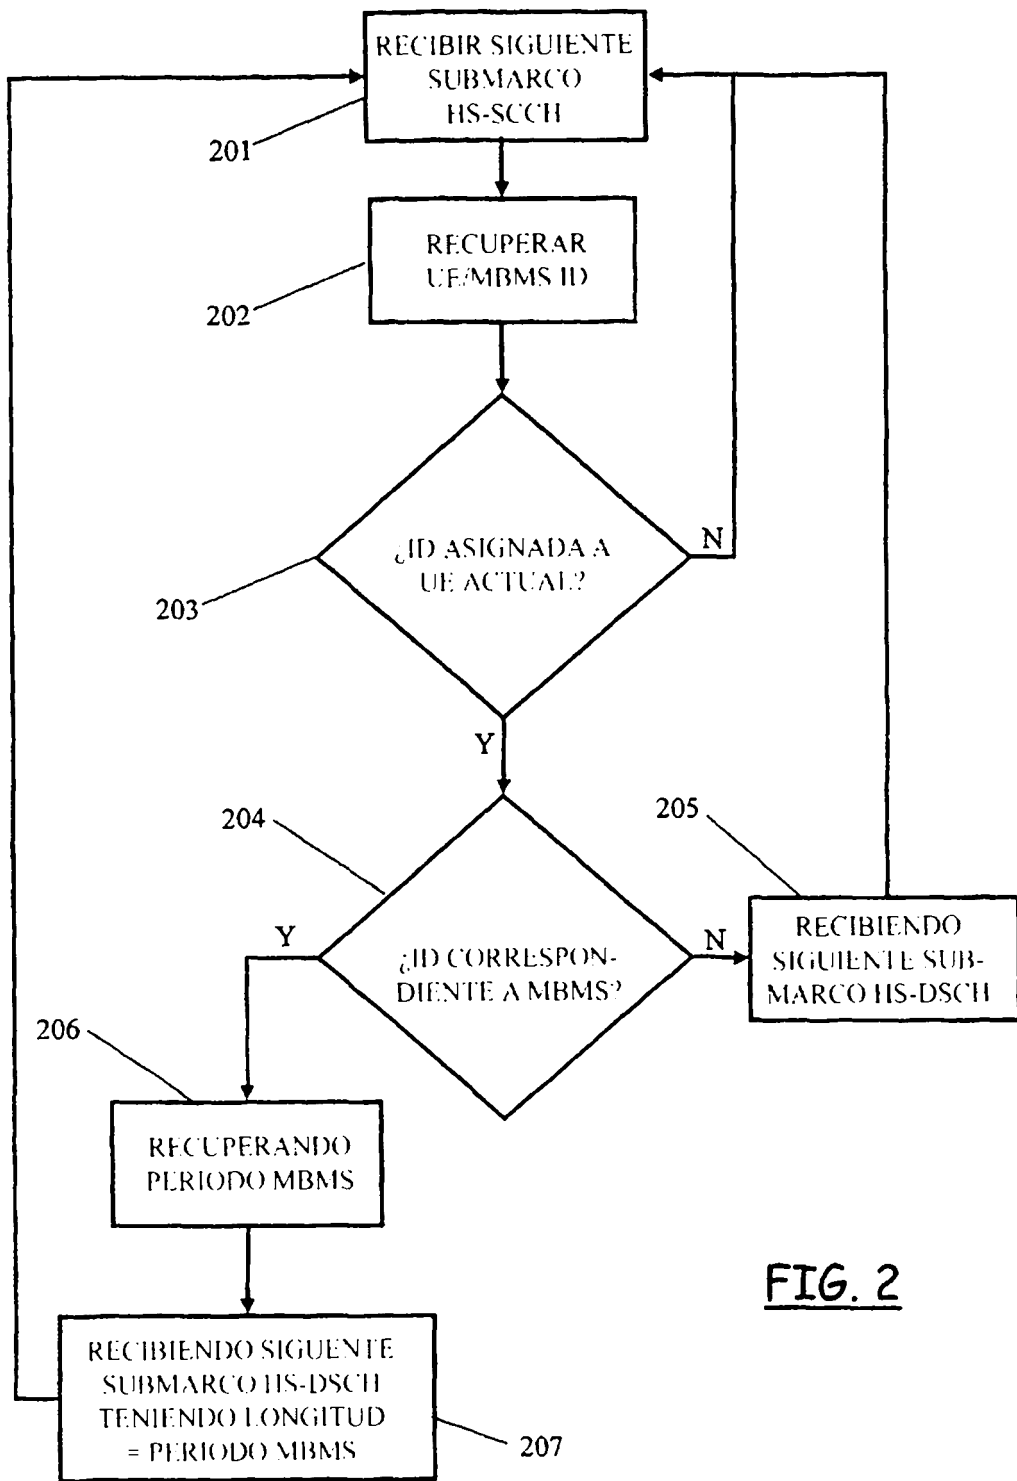 RECIBIR SIGUIENTE
SUBMARCO
HS-SCCH
201
RECUPERAR
UE/MBMS ID
202
¿ID ASIGNADA A
UE ACTUAL?
N
203
Y
204
205
¿ID CORRESPON-
DIENTE A MBMS?
Y
N
RECIBIENDO
SIGUIENTE SUB-
MARCO HS-DSCH
206
RECUPERANDO
PERIODO MBMS
FIG. 2
RECIBIENDO SIGUENTE
SUBMARCO HS-DSCH
TENIENDO LONGITUD
= PERIODO MBMS
207